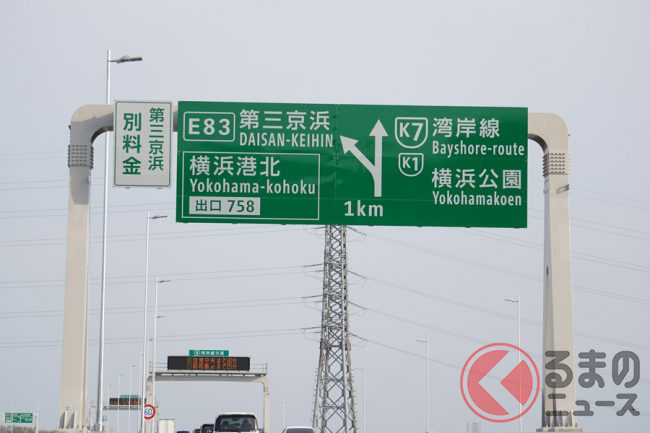 第三京浜
別料金
E83 第三京浜
DAISAN-KEIHIN
横浜港北
Yokohama-kohoku
出口 758
K7 湾岸線
Bayshore-route
K1 横浜公園
Yokohamakoen
1km
60
くるまの
ニュース